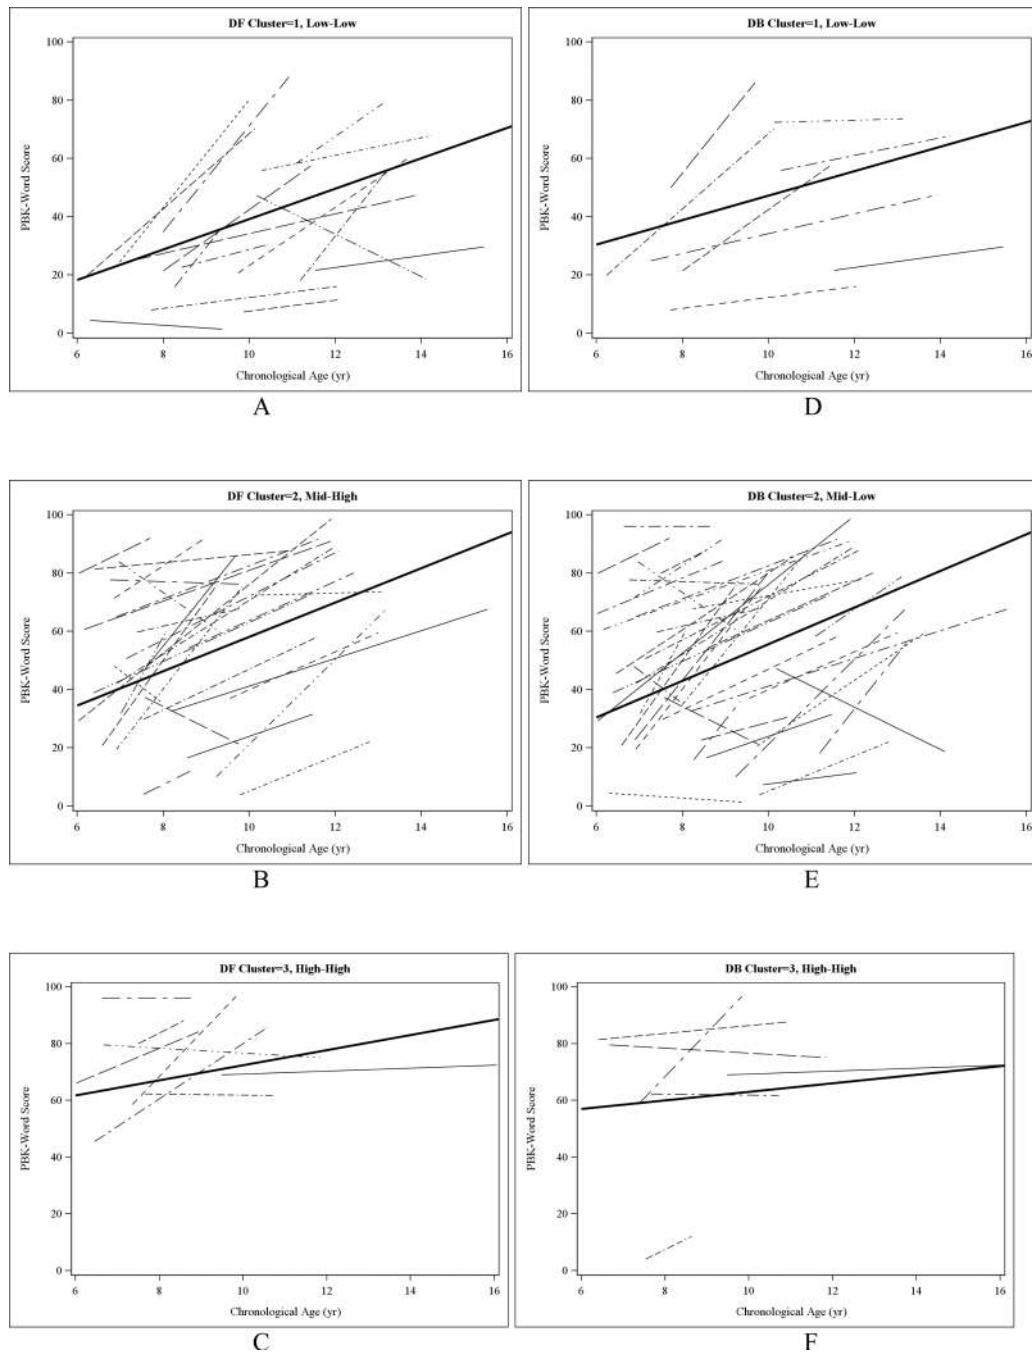 DF Cluster=1, Low-Low
100
80
60
40
20
0
PBK-Word Score
6 8 10 12 14 16
Chronological Age (yr)
A
DB Cluster=1, Low-Low
100
80
60
40
20
0
PBK-Word Score
6 8 10 12 14 16
Chronological Age (yr)
D
DF Cluster=2, Mid-High
100
80
60
40
20
0
PBK-Word Score
6 8 10 12 14 16
Chronological Age (yr)
B
DB Cluster=2, Mid-Low
100
80
60
40
20
0
PBK-Word Score
6 8 10 12 14 16
Chronological Age (yr)
E
DF Cluster=3, High-High
100
80
60
40
20
0
PBK-Word Score
6 8 10 12 14 16
Chronological Age (yr)
C
DB Cluster=3, High-High
100
80
60
40
20
0
PBK-Word Score
6 8 10 12 14 16
Chronological Age (yr)
F